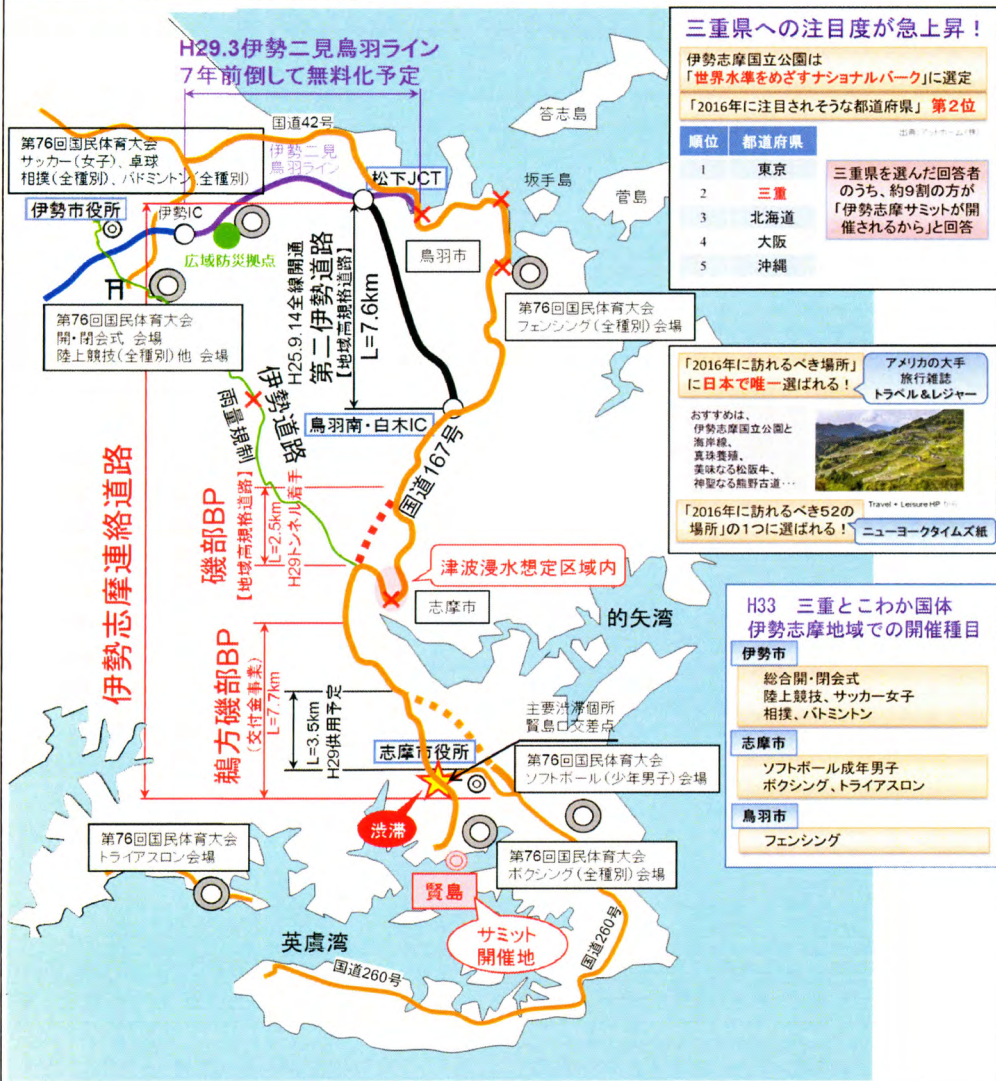 H29.3伊勢二見鳥羽ライン
7年前倒して無料化予定
国道42号
伊勢二見
鳥羽ライン
第76回国民体育大会
サッカー(女子)、卓球
相撲(全種別)、バドミントン(全種別)
伊勢市役所
伊勢IC
松下JCT
広域防災拠点
答志島
坂手島
菅島
鳥羽市
第76回国民体育大会
フェンシング(全種別)会場
第76回国民体育大会
開・閉会式 会場
陸上競技(全種別)他 会場
H25.9.14全線開通
第二伊勢道路
【地域高規格道路】
L=7.6km
伊勢道路
雨量規制
鳥羽南・白木IC
国道167号
伊勢志摩連絡道路
磯部BP
【地域高規格道路】
L=2.5km
H29トンネル着手
津波浸水想定区域内
志摩市
的矢湾
鵜方磯部BP
(交付金事業)
L=7.7km
L=3.5km
H29供用予定
主要渋滞個所
賢島口交差点
志摩市役所
第76回国民体育大会
ソフトボール(少年男子)会場
渋滞
第76回国民体育大会
トライアスロン会場
第76回国民体育大会
ボクシング(全種別)会場
賢島
サミット
開催地
英虞湾
国道260号
国道260号
三重県への注目度が急上昇!
伊勢志摩国立公園は
「世界水準をめざすナショナルパーク」に選定
「2016年に注目されそうな都道府県」 第2位
出典:アットホーム(株)
順位 都道府県
1 東京
2 三重
3 北海道
4 大阪
5 沖縄
三重県を選んだ回答者
のうち、約9割の方が
「伊勢志摩サミットが開
催されるから」と回答
「2016年に訪れるべき場所」
に日本で唯一選ばれる!
アメリカの大手
旅行雑誌
トラベル&レジャー
おすすめは、
伊勢志摩国立公園と
海岸線、
真珠養殖、
美味なる松阪牛、
神聖なる熊野古道…
Travel + Leisure HP から
「2016年に訪れるべき52の
場所」の1つに選ばれる!
ニューヨークタイムズ紙
H33 三重とこわか国体
伊勢志摩地域での開催種目
伊勢市
総合開・閉会式
陸上競技、サッカー女子
相撲、バトミントン
志摩市
ソフトボール成年男子
ボクシング、トライアスロン
鳥羽市
フェンシング